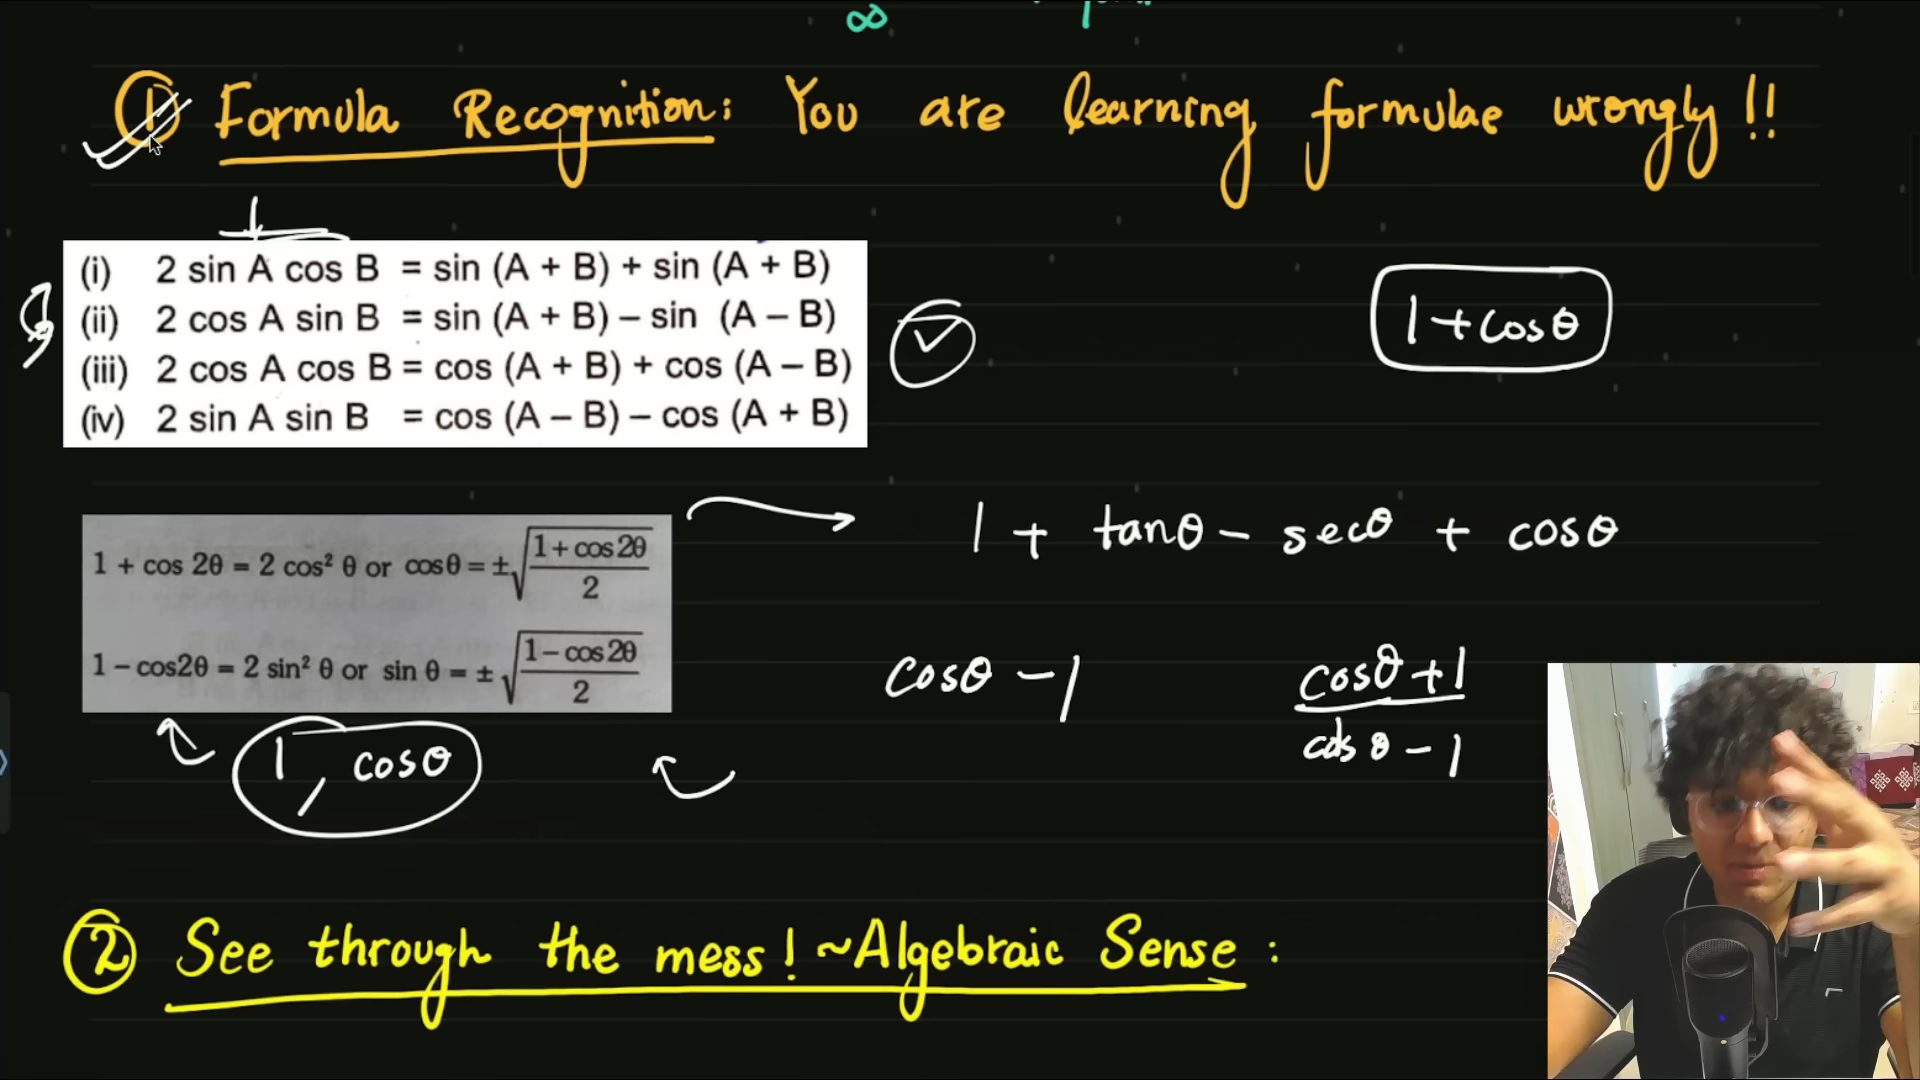 ∞
① Formula Recognition: You are learning formulae wrongly!!
(i) 2 sin A cos B = sin (A + B) + sin (A + B)
(ii) 2 cos A sin B = sin (A + B) – sin (A – B)
(iii) 2 cos A cos B = cos (A + B) + cos (A – B)
(iv) 2 sin A sin B = cos (A – B) – cos (A + B)
1 + cosθ
1 + cos 2θ = 2 cos² θ or cosθ = ±√((1+cos2θ)/2)
1 – cos2θ = 2 sin² θ or sin θ = ±√((1–cos2θ)/2)
1 + tanθ – secθ + cosθ
cosθ – 1
cosθ + 1
cosθ – 1
1, cosθ
② See through the mess! ~Algebraic Sense :